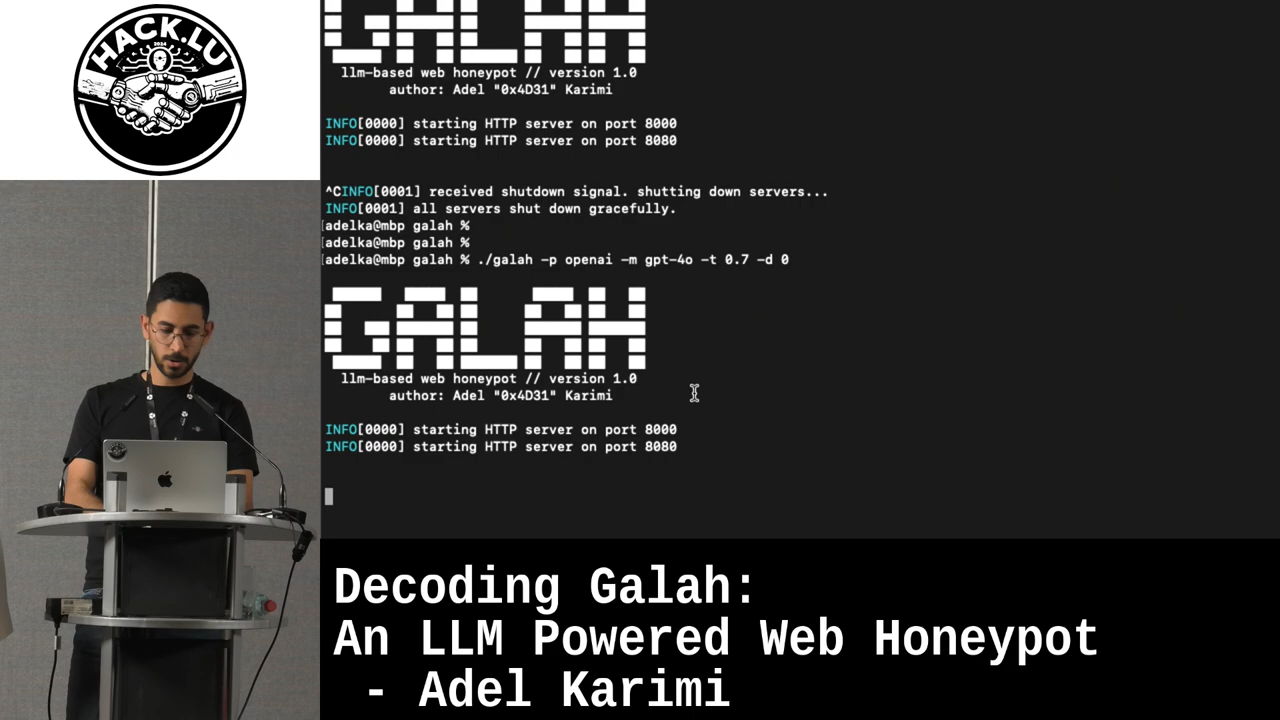 HACK.LU
2024
GALAH
llm-based web honeypot // version 1.0
author: Adel "0x4D31" Karimi
INFO[0000] starting HTTP server on port 8000
INFO[0000] starting HTTP server on port 8080
^CINFO[0001] received shutdown signal. shutting down servers...
INFO[0001] all servers shut down gracefully.
[adelka@mbp galah %
[adelka@mbp galah %
[adelka@mbp galah % ./galah -p openai -m gpt-4o -t 0.7 -d 0
GALAH
llm-based web honeypot // version 1.0
author: Adel "0x4D31" Karimi
INFO[0000] starting HTTP server on port 8000
INFO[0000] starting HTTP server on port 8080
Decoding Galah:
An LLM Powered Web Honeypot
- Adel Karimi